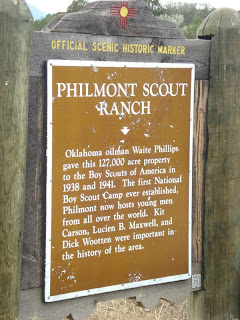 OFFICIAL SCENIC HISTORIC MARKER
PHILMONT SCOUT
RANCH
Oklahoma oilman Waite Phillips
gave this 127,000 acre property
to the Boy Scouts of America in
1938 and 1941. The first National
Boy Scout Camp ever established,
Philmont now hosts young men
from all over the world. Kit
Carson, Lucien B. Maxwell, and
Dick Wootten were important in
the history of the area.